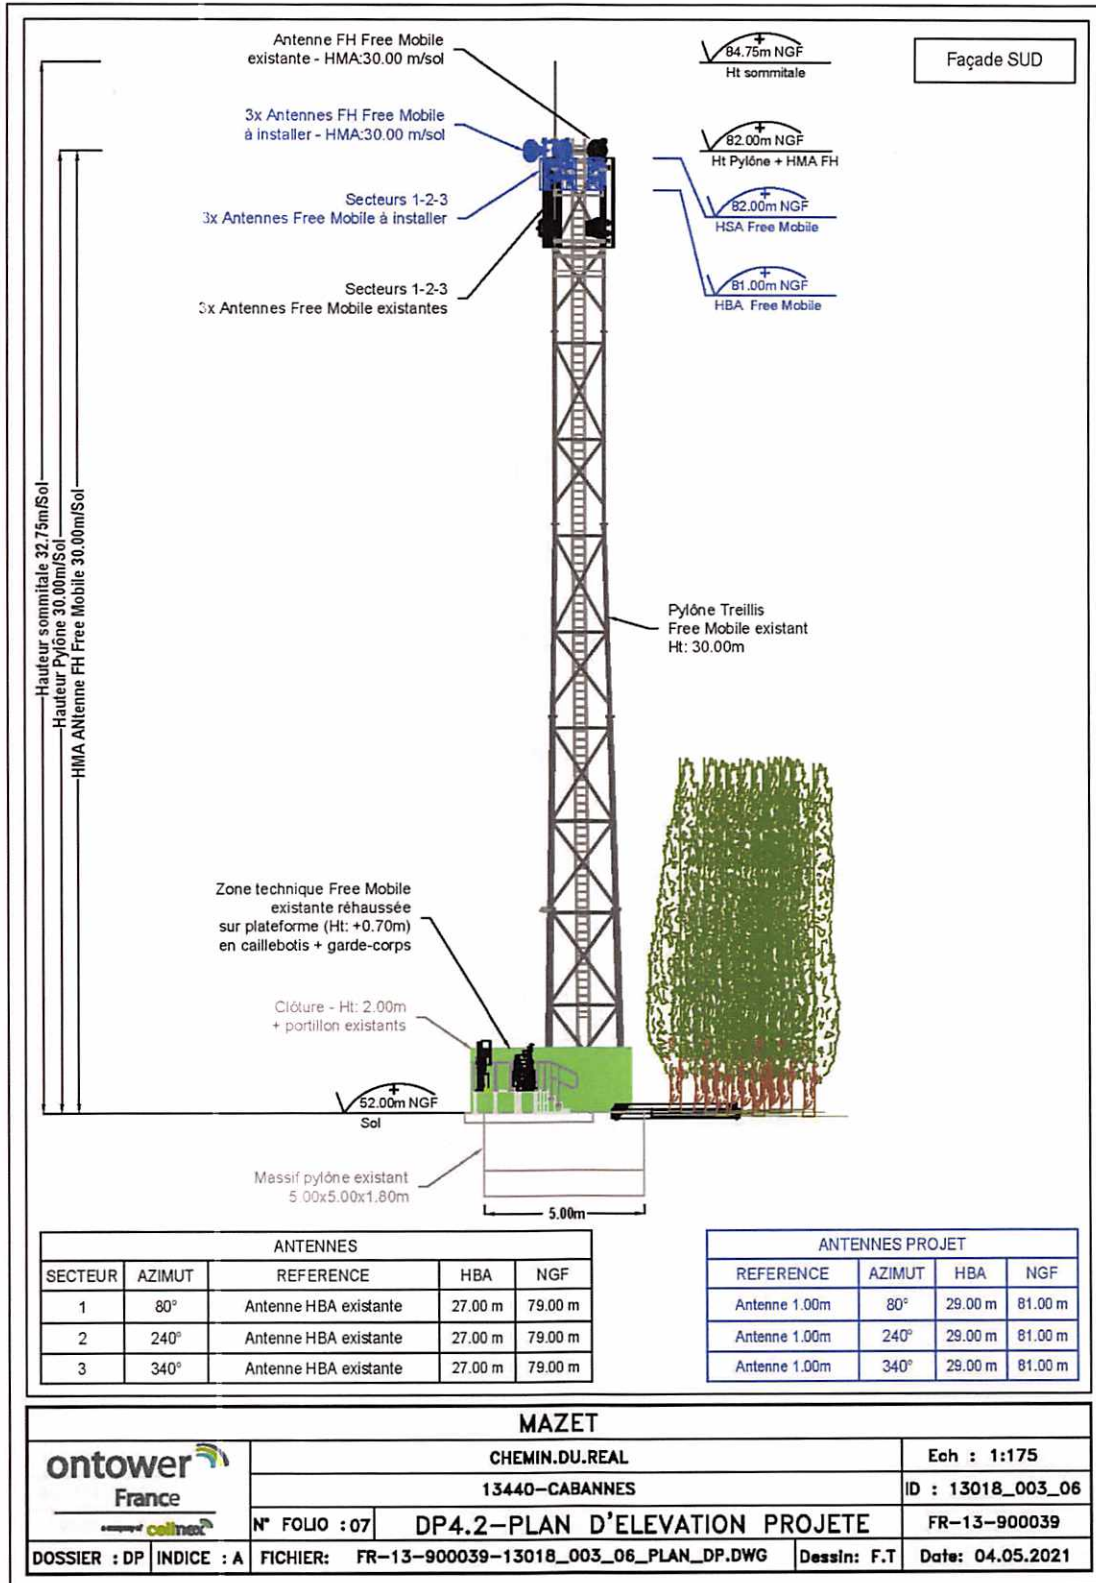 Antenne FH Free Mobile
existante - HMA:30.00 m/sol
84.75m NGF
Ht sommitale
Façade SUD
3x Antennes FH Free Mobile
à installer - HMA:30.00 m/sol
82.00m NGF
Ht Pylône + HMA FH
Secteurs 1-2-3
3x Antennes Free Mobile à installer
82.00m NGF
HSA Free Mobile
81.00m NGF
HBA Free Mobile
Secteurs 1-2-3
3x Antennes Free Mobile existantes
Hauteur sommitale 32.75m/Sol
Hauteur Pylône 30.00m/Sol
HMA ANtenne FH Free Mobile 30.00m/Sol
Pylône Treillis
Free Mobile existant
Ht: 30.00m
Zone technique Free Mobile
existante réhaussée
sur plateforme (Ht: +0.70m)
en caillebotis + garde-corps
Clôture - Ht: 2.00m
+ portillon existants
52.00m NGF
Sol
Massif pylône existant
5.00x5.00x1.80m
5.00m
ANTENNES
SECTEUR AZIMUT REFERENCE HBA NGF
1 80° Antenne HBA existante 27.00 m 79.00 m
2 240° Antenne HBA existante 27.00 m 79.00 m
3 340° Antenne HBA existante 27.00 m 79.00 m
ANTENNES PROJET
REFERENCE AZIMUT HBA NGF
Antenne 1.00m 80° 29.00 m 81.00 m
Antenne 1.00m 240° 29.00 m 81.00 m
Antenne 1.00m 340° 29.00 m 81.00 m
MAZET
ontower
France
a company of cellnex
CHEMIN.DU.REAL
Ech : 1:175
13440-CABANNES
ID : 13018_003_06
N° FOLIO :07
DP4.2-PLAN D'ELEVATION PROJETE
FR-13-900039
DOSSIER : DP
INDICE : A
FICHIER: FR-13-900039-13018_003_06_PLAN_DP.DWG
Dessin: F.T
Date: 04.05.2021